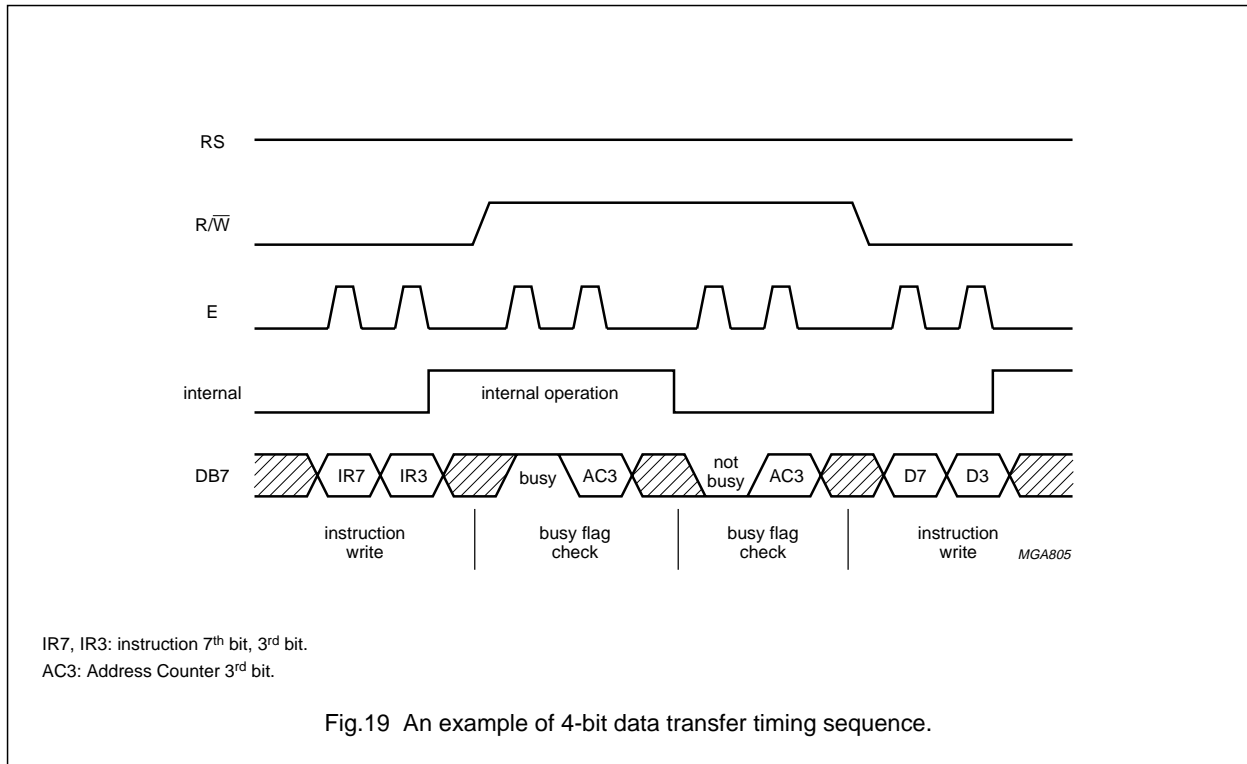 RS
R/W̅
E
internal
internal operation
DB7
IR7 IR3 busy AC3 not busy AC3 D7 D3
instruction write
busy flag check
busy flag check
instruction write
MGA805
IR7, IR3: instruction 7th bit, 3rd bit.
AC3: Address Counter 3rd bit.
Fig.19 An example of 4-bit data transfer timing sequence.